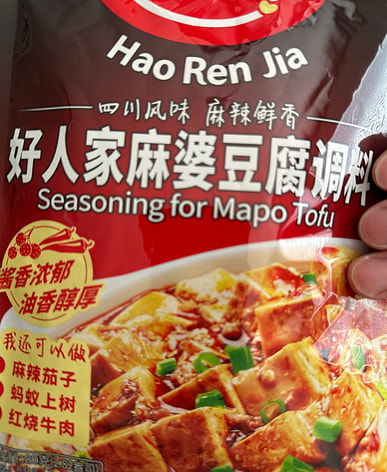 Hao Ren Jia
四川风味 麻辣鲜香
好人家麻婆豆腐调料
Seasoning for Mapo Tofu
酱香浓郁
油香醇厚
我还可以做
麻辣茄子
蚂蚁上树
红烧牛肉